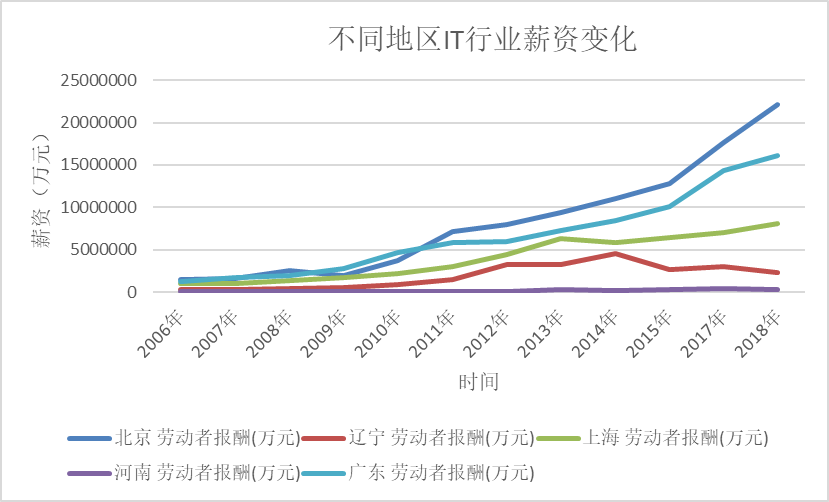 不同地区IT行业薪资变化
25000000
20000000
15000000
10000000
5000000
0
薪资（万元）
2006年
2007年
2008年
2009年
2010年
2011年
2012年
2013年
2014年
2015年
2017年
2018年
时间
北京 劳动者报酬(万元)
辽宁 劳动者报酬(万元)
上海 劳动者报酬(万元)
河南 劳动者报酬(万元)
广东 劳动者报酬(万元)